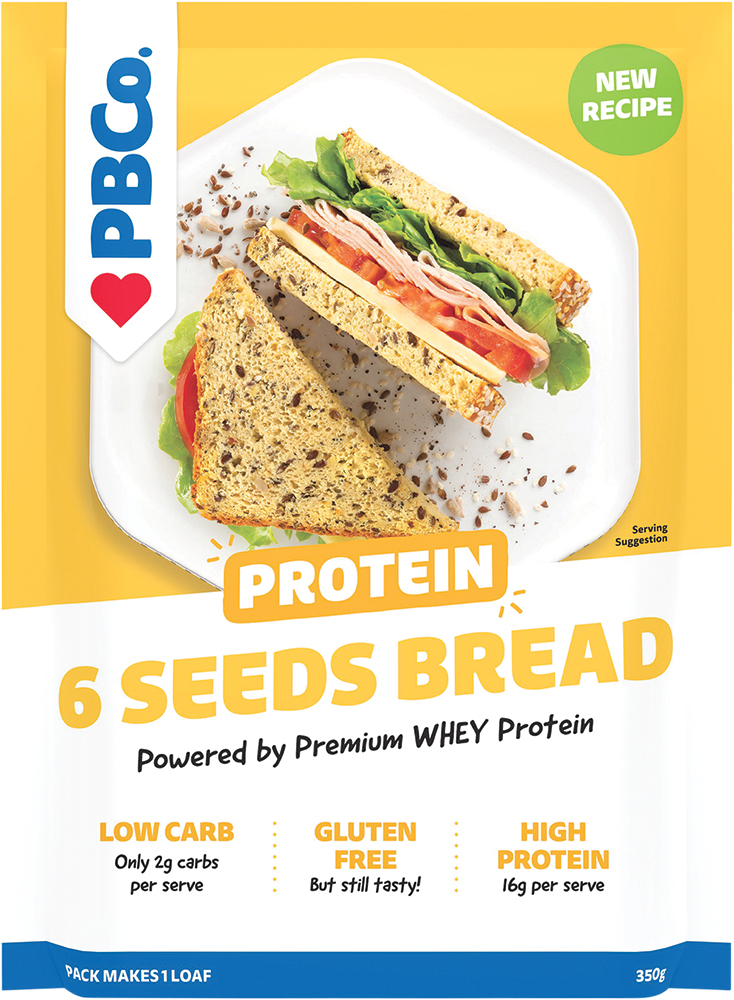 PBCo.
NEW
RECIPE
Serving
Suggestion
PROTEIN
6 SEEDS BREAD
Powered by Premium WHEY Protein
LOW CARB
Only 2g carbs
per serve
GLUTEN
FREE
But still tasty!
HIGH
PROTEIN
16g per serve
PACK MAKES 1 LOAF
350g